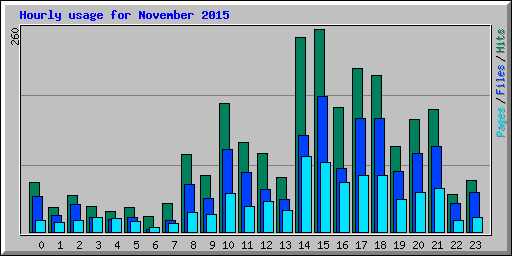 Hourly usage for November 2015
260
Pages/Files/Hits
0 1 2 3 4 5 6 7 8 9 10 11 12 13 14 15 16 17 18 19 20 21 22 23